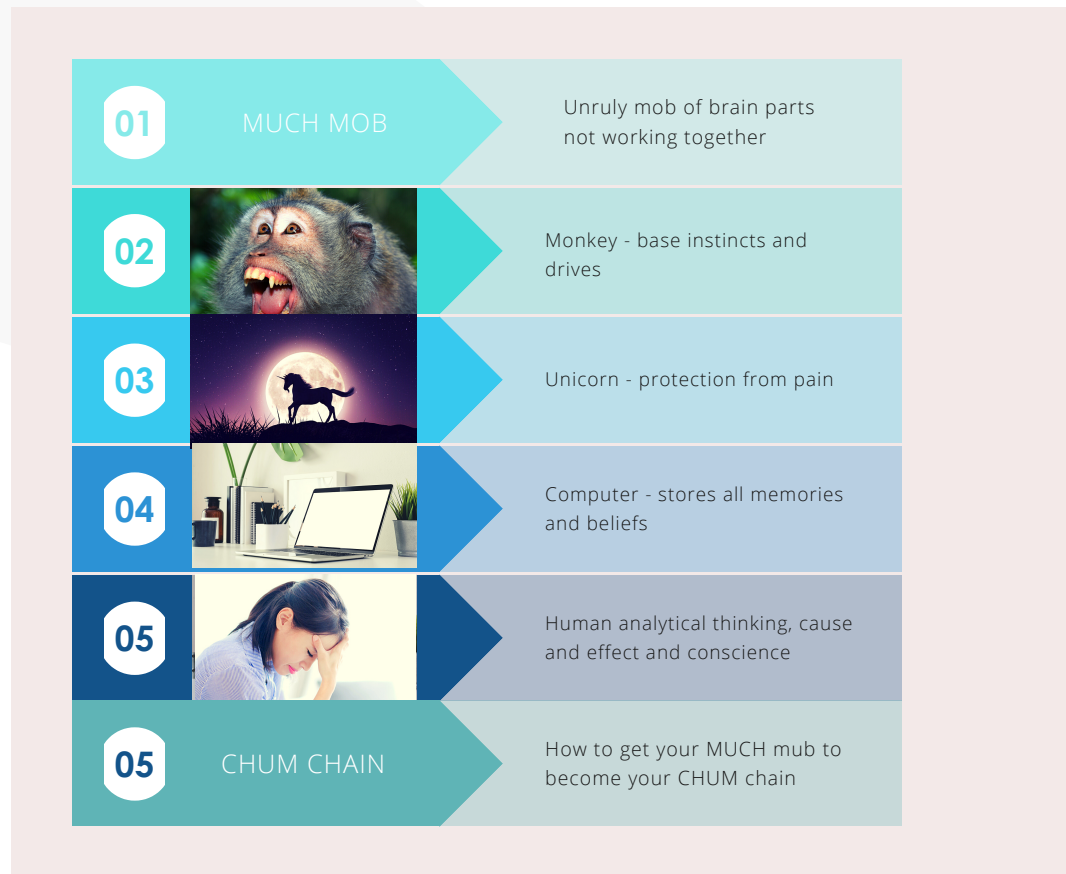 01
MUCH MOB
Unruly mob of brain parts
not working together
02
Monkey - base instincts and
drives
03
Unicorn - protection from pain
04
Computer - stores all memories
and beliefs
05
Human analytical thinking, cause
and effect and conscience
05
CHUM CHAIN
How to get your MUCH mub to
become your CHUM chain